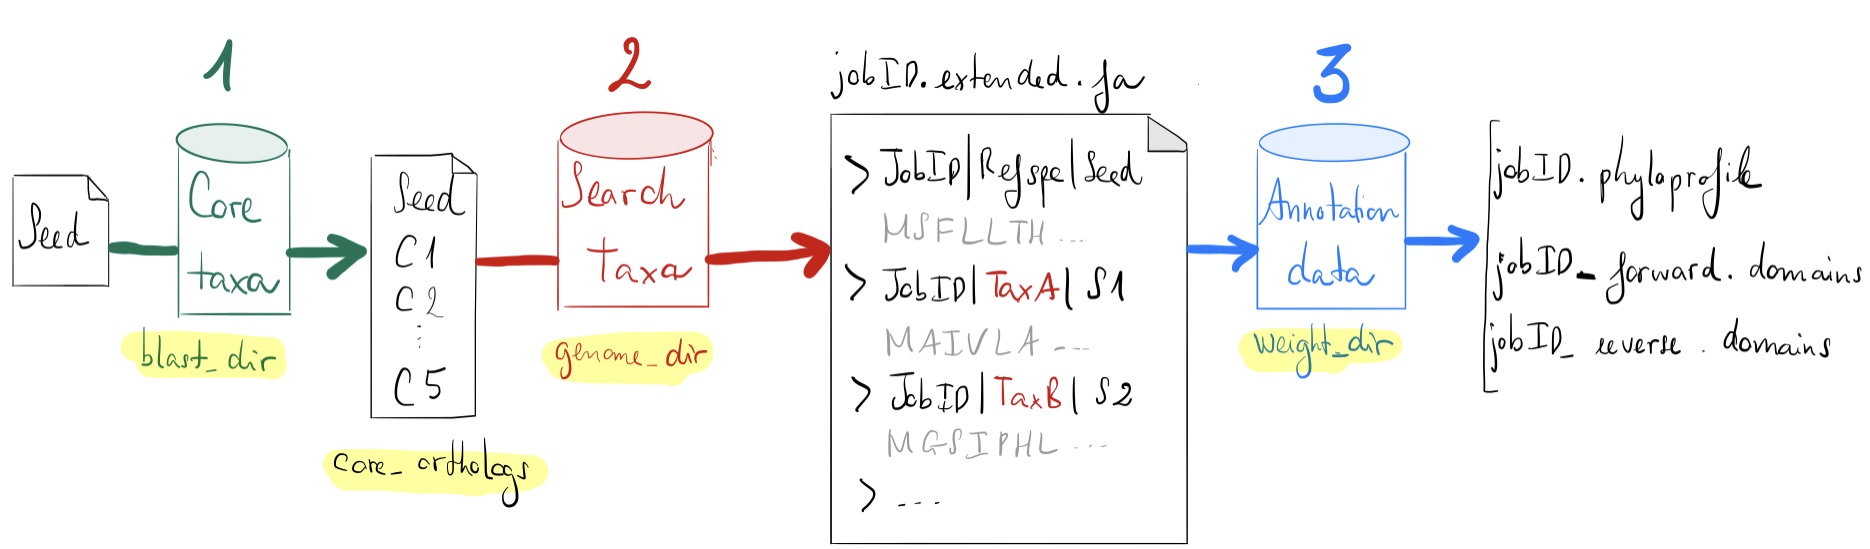 1
2
3
Seed
Core
taxa
blast_dir
Seed
C1
C2
⋮
C5
core_orthologs
Search
taxa
genome_dir
jobID.extended.fa
> JobID|Refspe|Seed
MSFLLTH ...
> JobID|TaxA|S1
MAIVLA ---
> JobID|TaxB|S2
MGSIPHL ...
> ---
Annotation
data
weight_dir
jobID.phyloprofile
jobID_forward.domains
jobID_reverse.domains